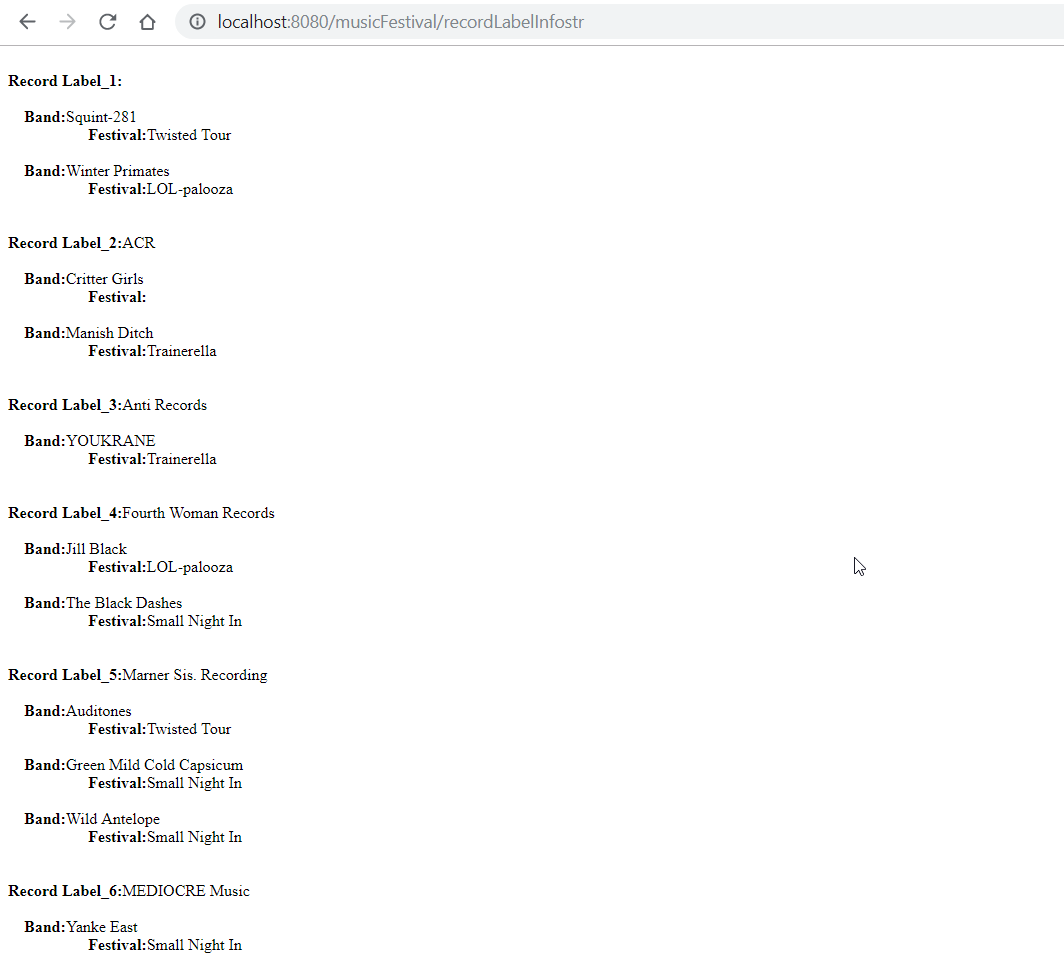 localhost:8080/musicFestival/recordLabelInfostr
Record Label_1:
Band:Squint-281
Festival:Twisted Tour
Band:Winter Primates
Festival:LOL-palooza
Record Label_2:ACR
Band:Critter Girls
Festival:
Band:Manish Ditch
Festival:Trainerella
Record Label_3:Anti Records
Band:YOUKRANE
Festival:Trainerella
Record Label_4:Fourth Woman Records
Band:Jill Black
Festival:LOL-palooza
Band:The Black Dashes
Festival:Small Night In
Record Label_5:Marner Sis. Recording
Band:Auditones
Festival:Twisted Tour
Band:Green Mild Cold Capsicum
Festival:Small Night In
Band:Wild Antelope
Festival:Small Night In
Record Label_6:MEDIOCRE Music
Band:Yanke East
Festival:Small Night In